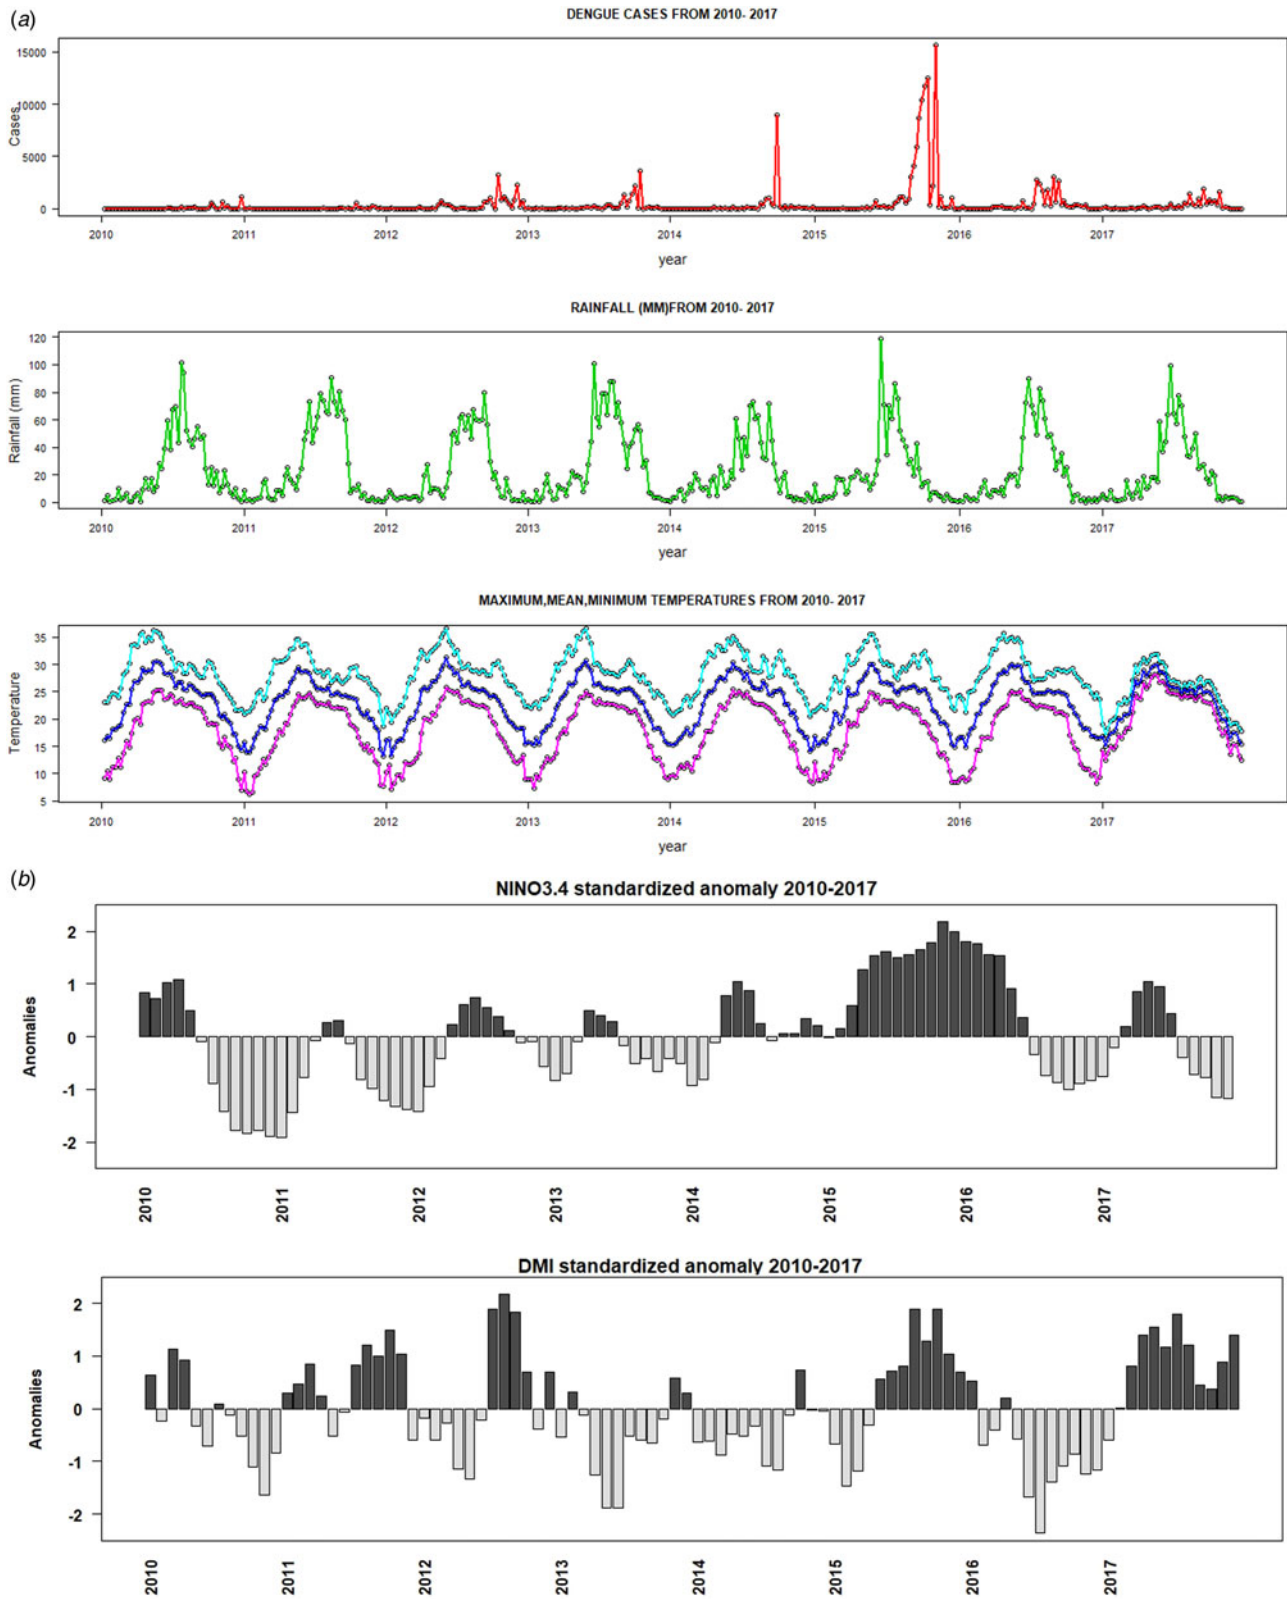 (a)
DENGUE CASES FROM 2010- 2017
Cases
15000
10000
5000
0
2010 2011 2012 2013 2014 2015 2016 2017
year
RAINFALL (MM)FROM 2010- 2017
Rainfall (mm)
120
100
80
60
40
20
0
2010 2011 2012 2013 2014 2015 2016 2017
year
MAXIMUM,MEAN,MINIMUM TEMPERATURES FROM 2010- 2017
Temperature
35
30
25
20
15
10
5
2010 2011 2012 2013 2014 2015 2016 2017
year
(b)
NINO3.4 standardized anomaly 2010-2017
Anomalies
2
1
0
-1
-2
2010 2011 2012 2013 2014 2015 2016 2017
DMI standardized anomaly 2010-2017
Anomalies
2
1
0
-1
-2
2010 2011 2012 2013 2014 2015 2016 2017